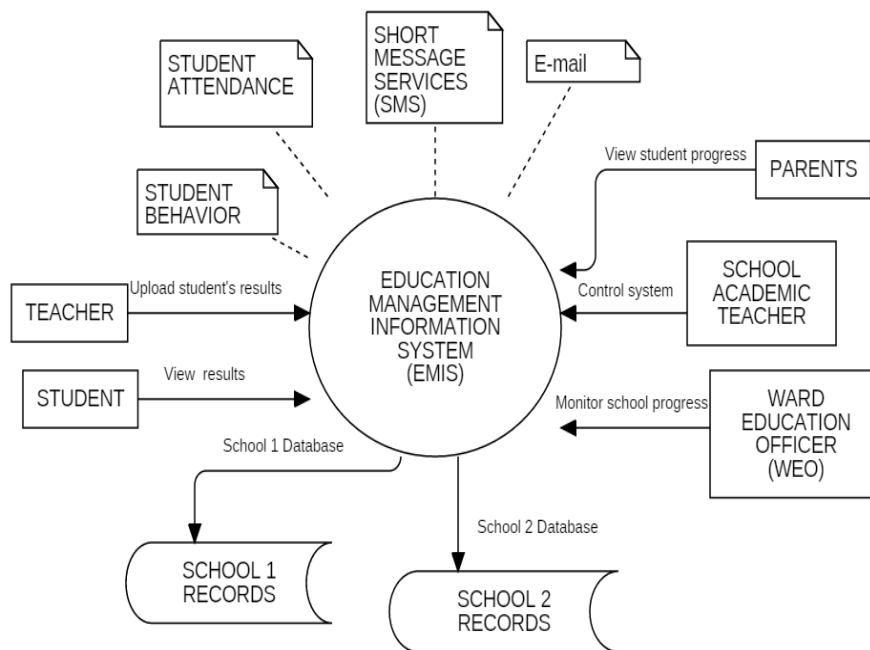 STUDENT
ATTENDANCE
SHORT
MESSAGE
SERVICES
(SMS)
E-mail
View student progress
PARENTS
STUDENT
BEHAVIOR
EDUCATION
MANAGEMENT
INFORMATION
SYSTEM
(EMIS)
Upload student's results
TEACHER
Control system
SCHOOL
ACADEMIC
TEACHER
View results
STUDENT
Monitor school progress
WARD
EDUCATION
OFFICER
(WEO)
School 1 Database
School 2 Database
SCHOOL 1
RECORDS
SCHOOL 2
RECORDS